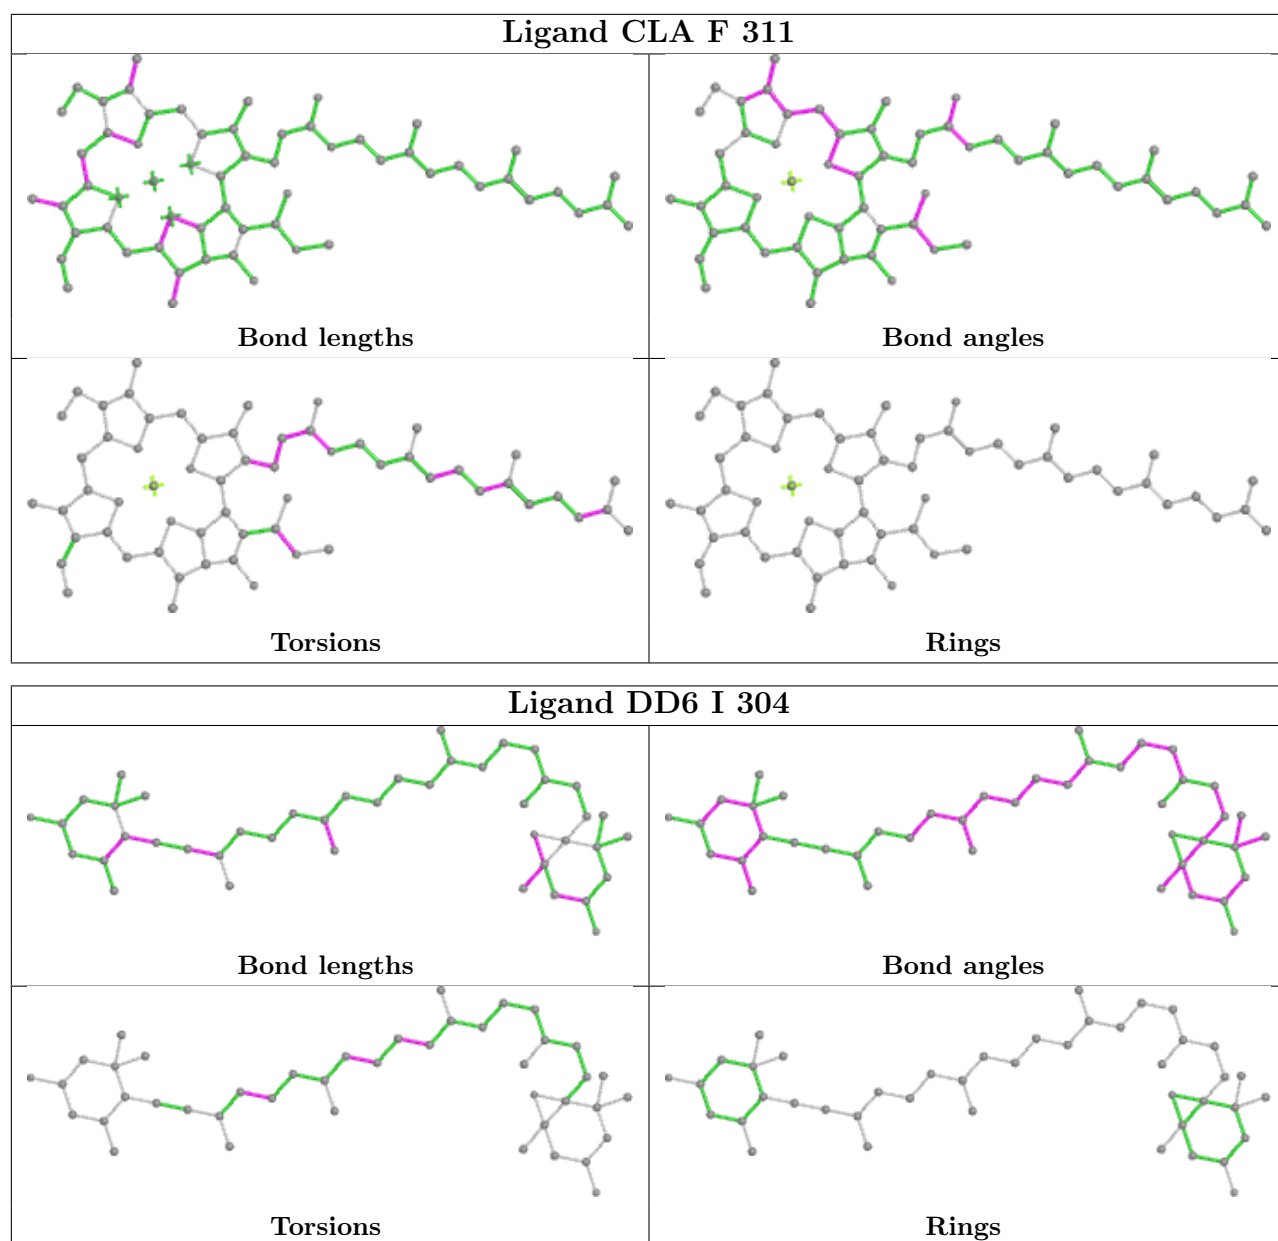 Ligand CLA F 311
Bond lengths
Bond angles
Torsions
Rings
Ligand DD6 I 304
Bond lengths
Bond angles
Torsions
Rings